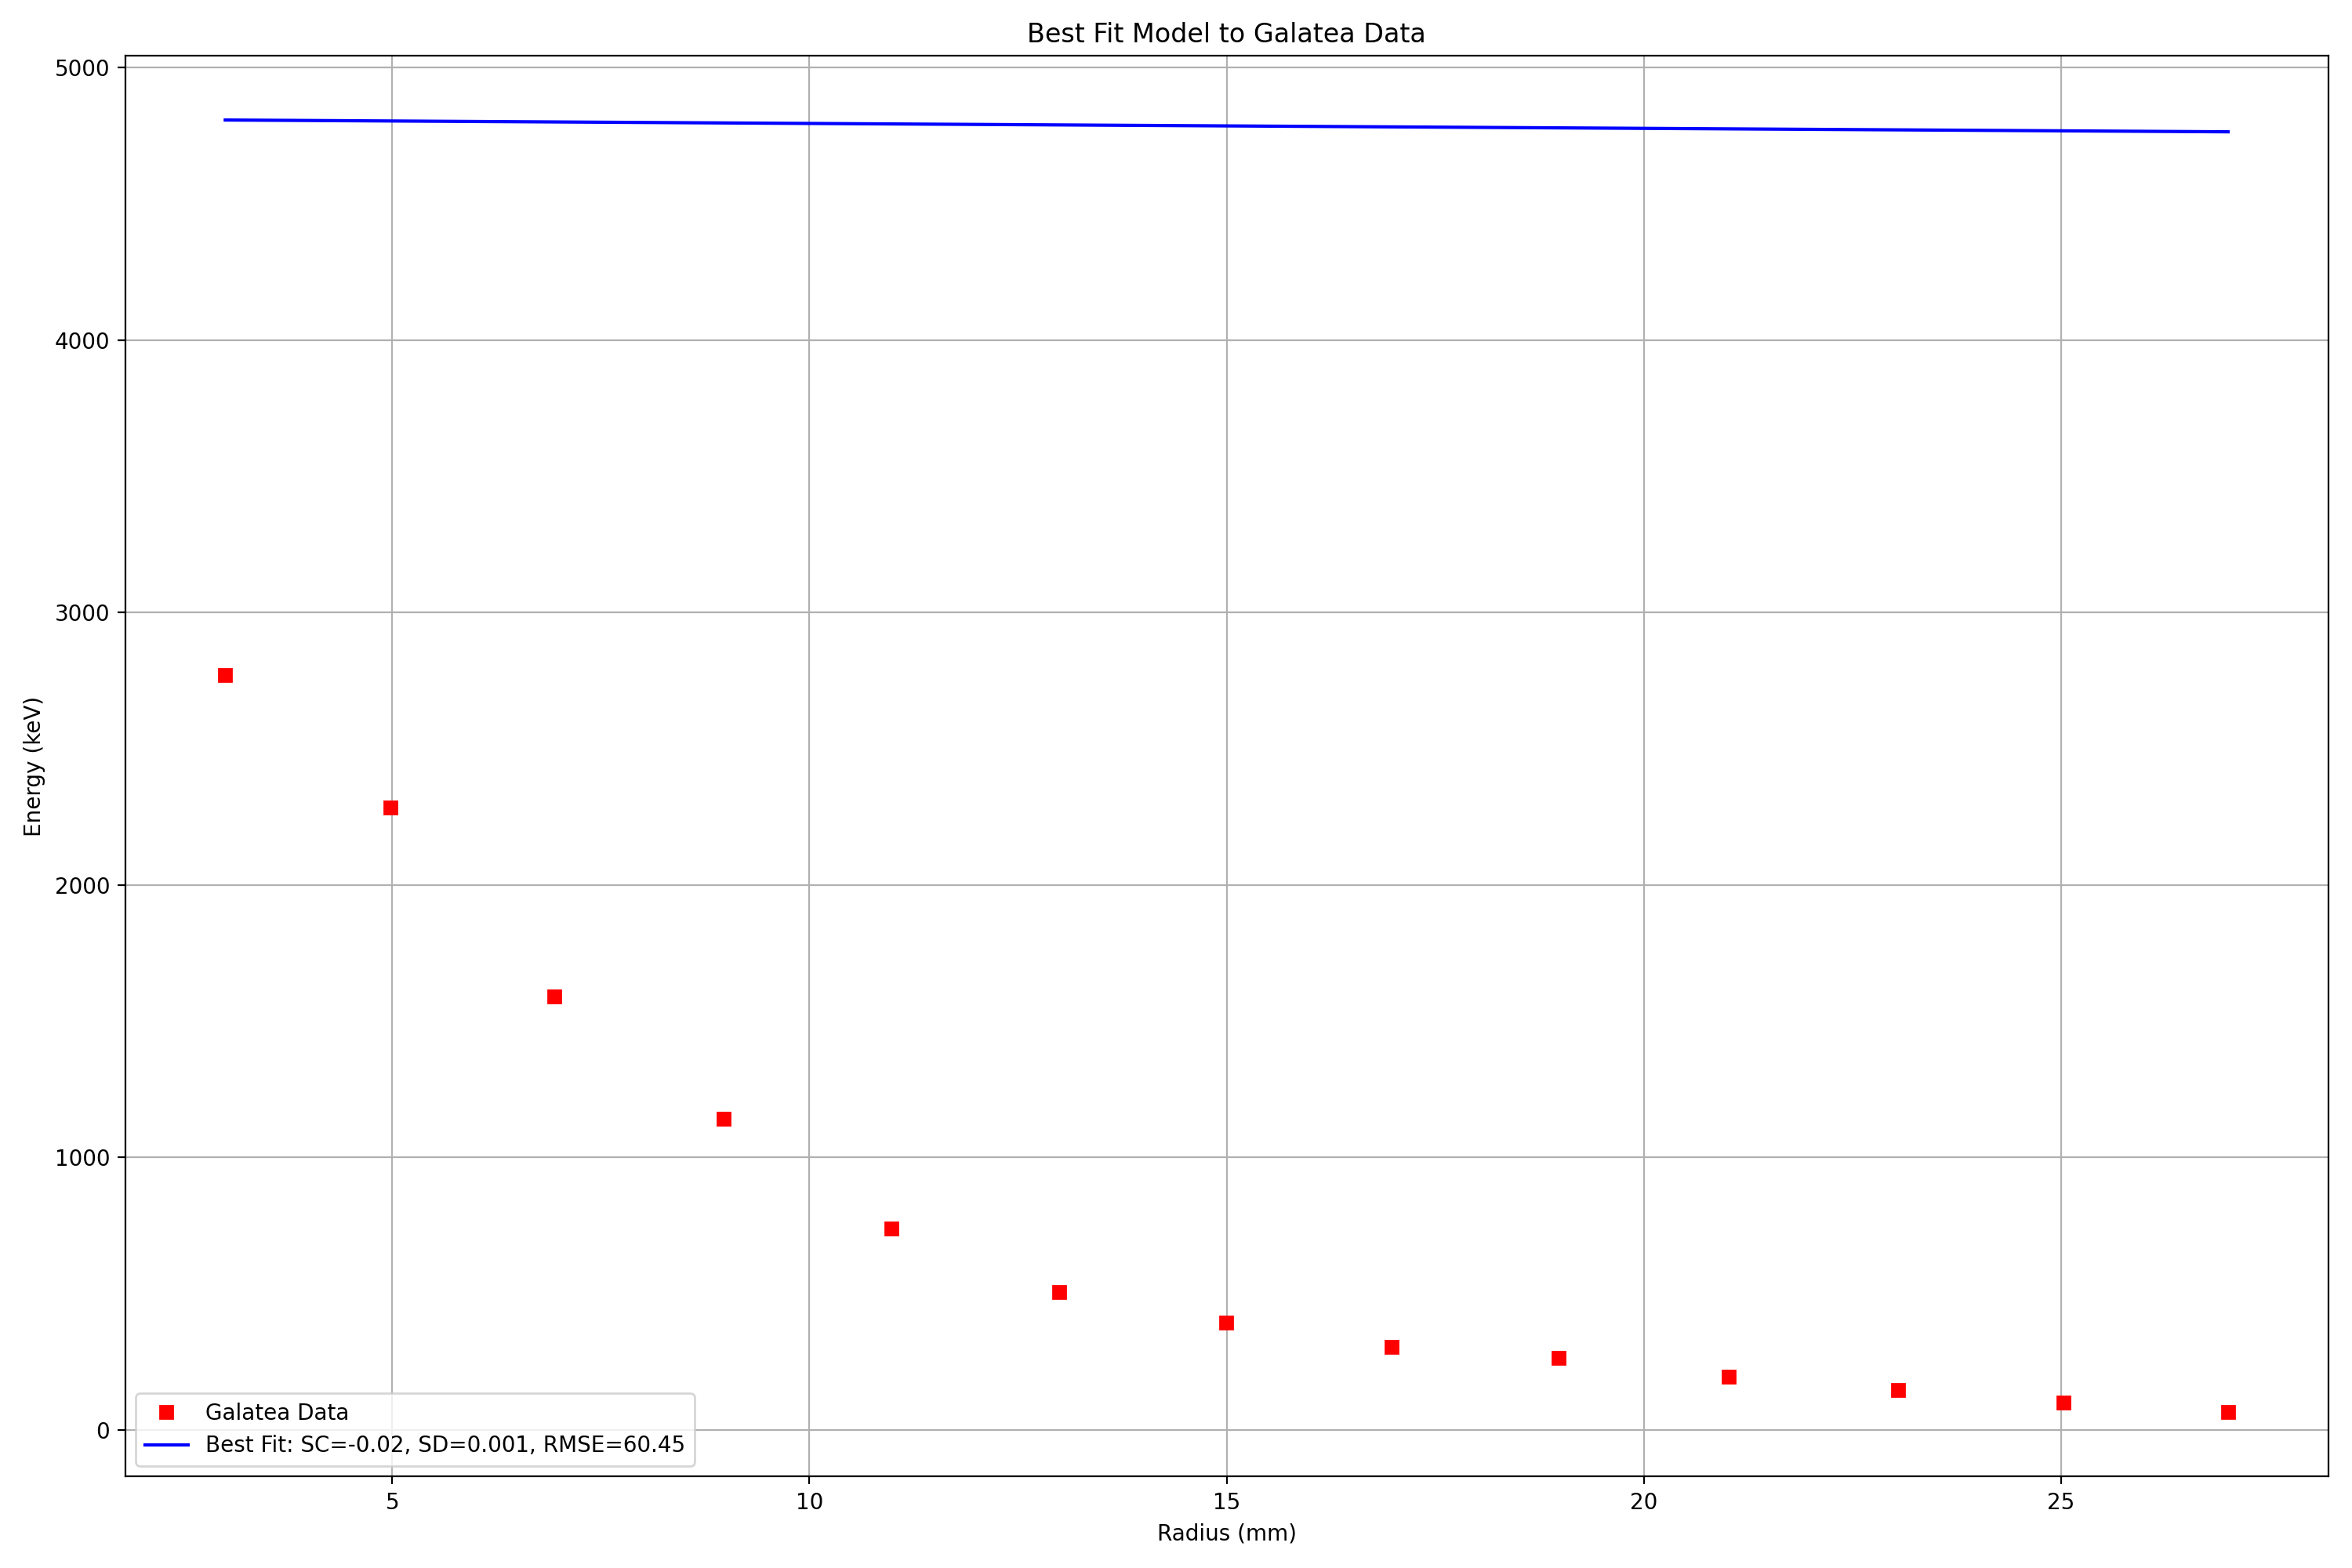 Best Fit Model to Galatea Data
5000
4000
3000
2000
1000
0
Energy (keV)
Galatea Data
Best Fit: SC=-0.02, SD=0.001, RMSE=60.45
5 10 15 20 25
Radius (mm)